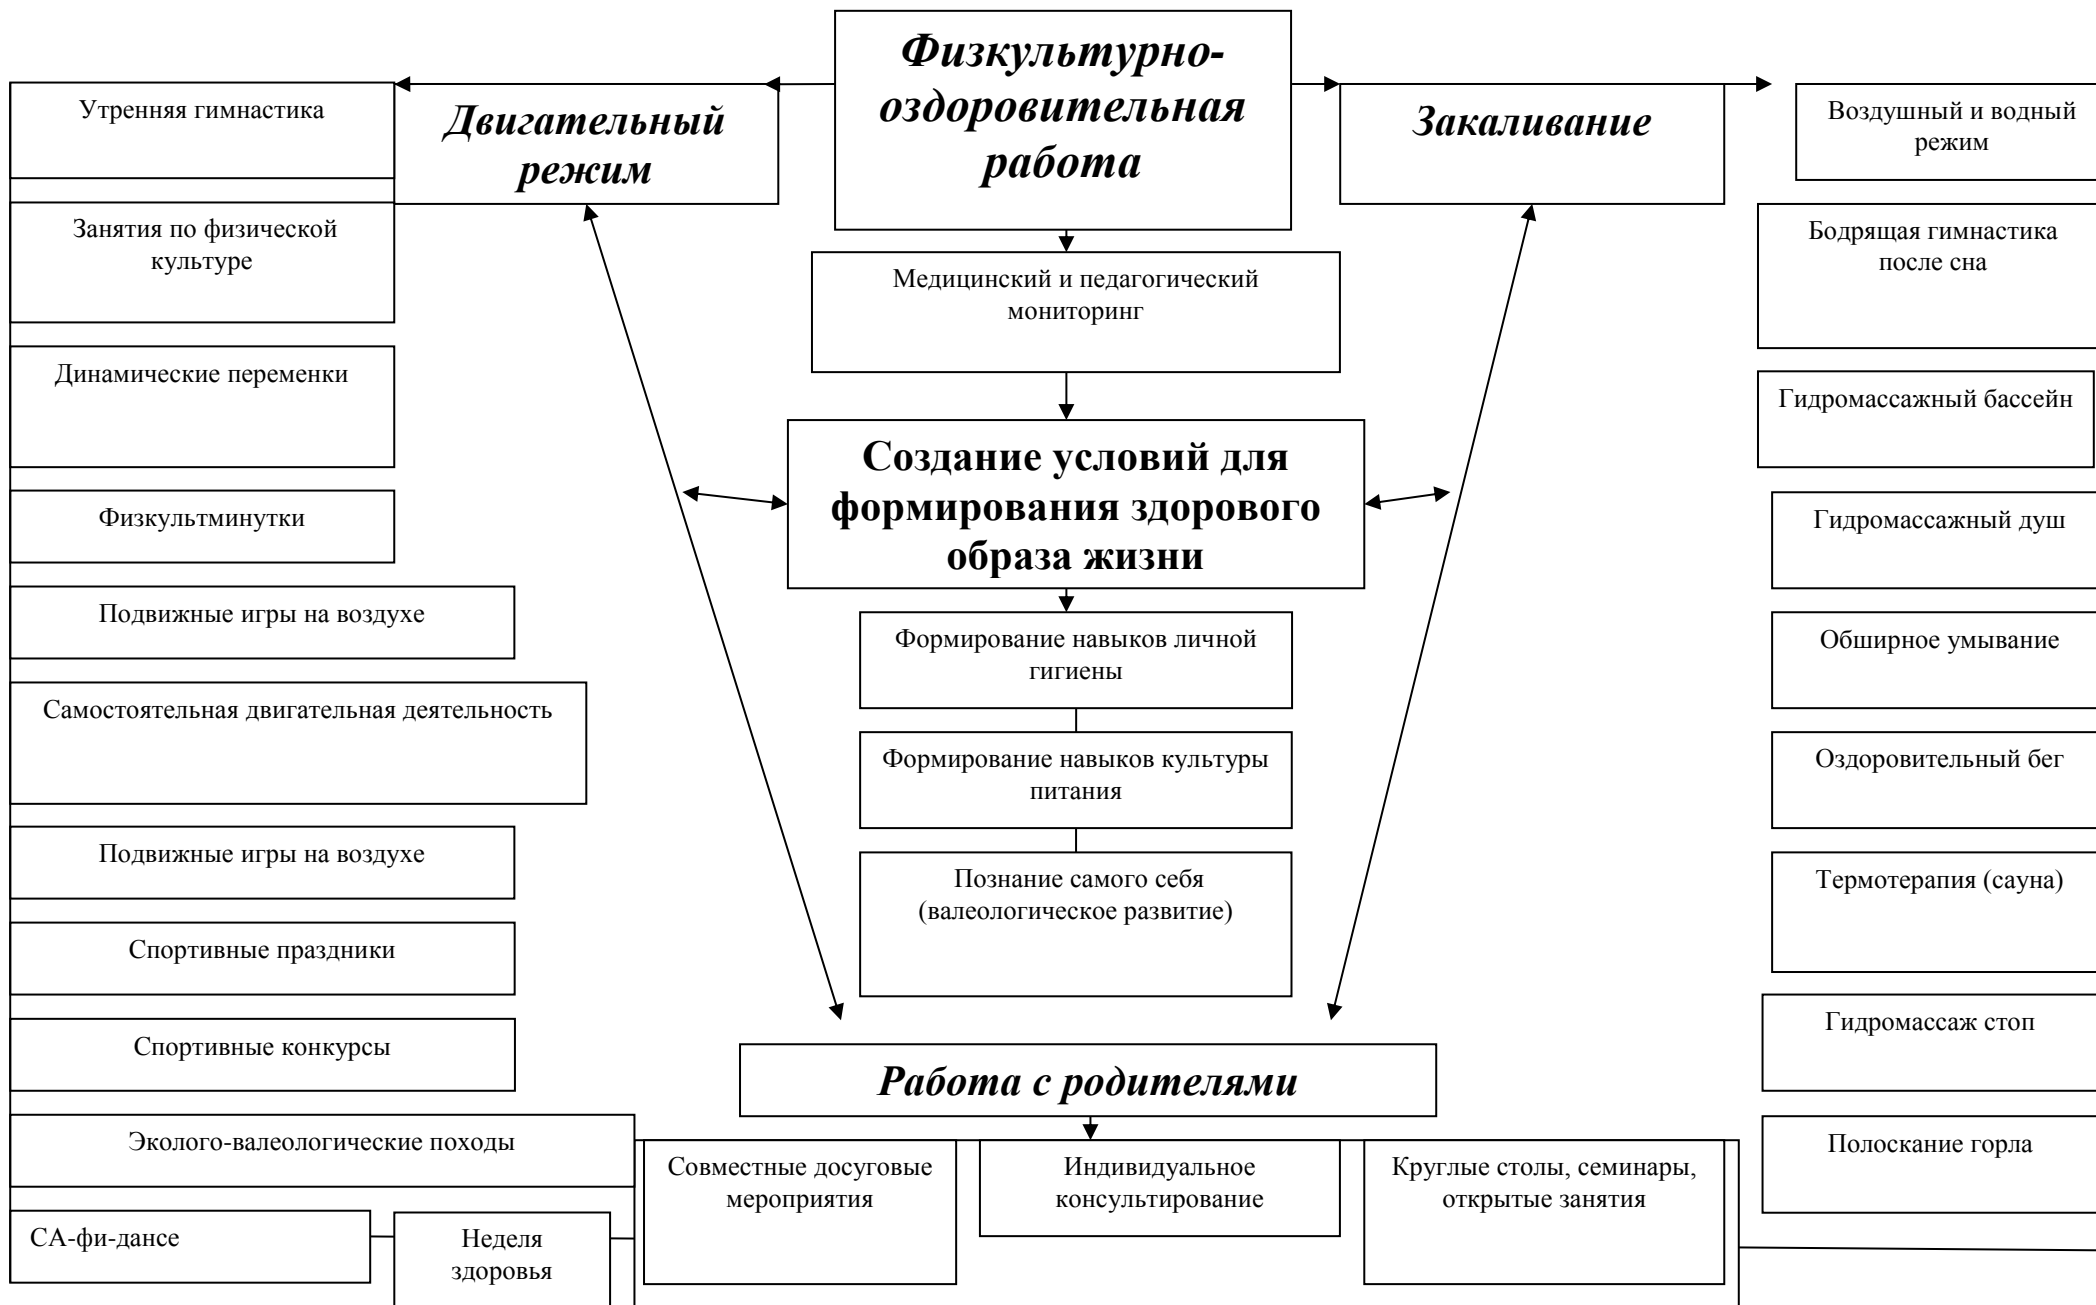 Физкультурно-
оздоровительная
работа
Утренняя гимнастика
Двигательный
режим
Закаливание
Воздушный и водный
режим
Занятия по физической
культуре
Медицинский и педагогический
мониторинг
Бодрящая гимнастика
после сна
Динамические переменки
Гидромассажный бассейн
Создание условий для
формирования здорового
образа жизни
Физкультминутки
Гидромассажный душ
Подвижные игры на воздухе
Формирование навыков личной
гигиены
Обширное умывание
Самостоятельная двигательная деятельность
Формирование навыков культуры
питания
Оздоровительный бег
Подвижные игры на воздухе
Познание самого себя
(валеологическое развитие)
Термотерапия (сауна)
Спортивные праздники
Гидромассаж стоп
Спортивные конкурсы
Работа с родителями
Эколого-валеологические походы
Совместные досуговые
мероприятия
Индивидуальное
консультирование
Круглые столы, семинары,
открытые занятия
Полоскание горла
СА-фи-дансе
Неделя
здоровья